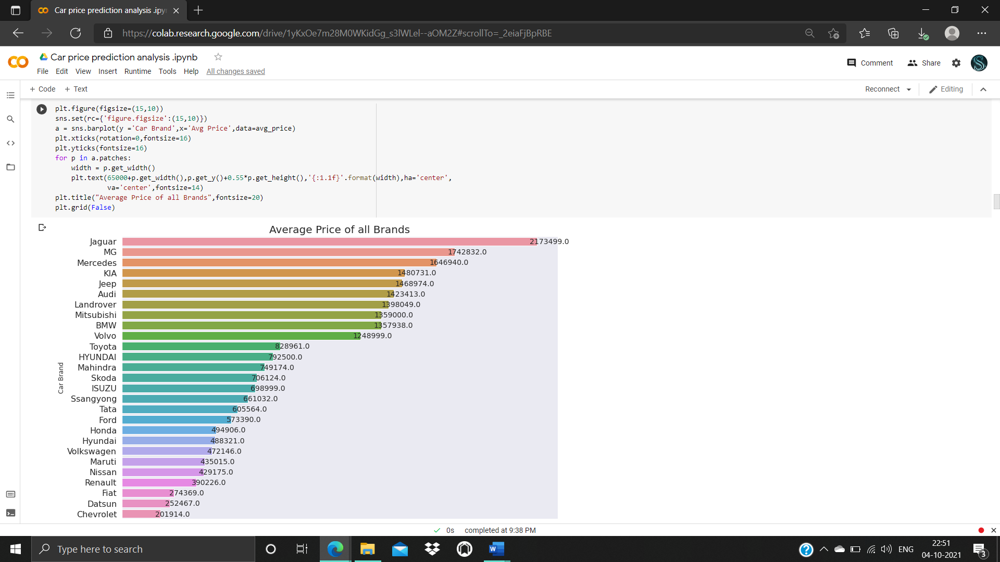 Car price prediction analysis .ipy
https://colab.research.google.com/drive/1yKxOe7m28M0WKidGg_s3lWLel--aOM2Z#scrollTo=_2eiaFjBpRBE
Car price prediction analysis .ipynb
File Edit View Insert Runtime Tools Help All changes saved
Comment Share
+ Code + Text
Reconnect Editing
plt.figure(figsize=(15,10))
sns.set(rc={'figure.figsize':(15,10)})
a = sns.barplot(y ='Car Brand',x='Avg Price',data=avg_price)
plt.xticks(rotation=0,fontsize=16)
plt.yticks(fontsize=16)
for p in a.patches:
    width = p.get_width()
    plt.text(65000+p.get_width(),p.get_y()+0.55*p.get_height(),'{:1.1f}'.format(width),ha='center',
             va='center',fontsize=14)
plt.title("Average Price of all Brands",fontsize=20)
plt.grid(False)
Average Price of all Brands
Jaguar 2173499.0
MG 1742832.0
Mercedes 1646940.0
KIA 1480731.0
Jeep 1468974.0
Audi 1423413.0
Landrover 1398049.0
Mitsubishi 1359000.0
BMW 1357938.0
Volvo 1248999.0
Toyota 828961.0
HYUNDAI 792500.0
Mahindra 749174.0
Car Brand
Skoda 706124.0
ISUZU 698999.0
Ssangyong 661032.0
Tata 605564.0
Ford 573390.0
Honda 494906.0
Hyundai 488321.0
Volkswagen 472146.0
Maruti 435015.0
Nissan 429175.0
Renault 390226.0
Fiat 274369.0
Datsun 252467.0
Chevrolet 201914.0
0s completed at 9:38 PM
Type here to search
ENG
22:51
04-10-2021
3